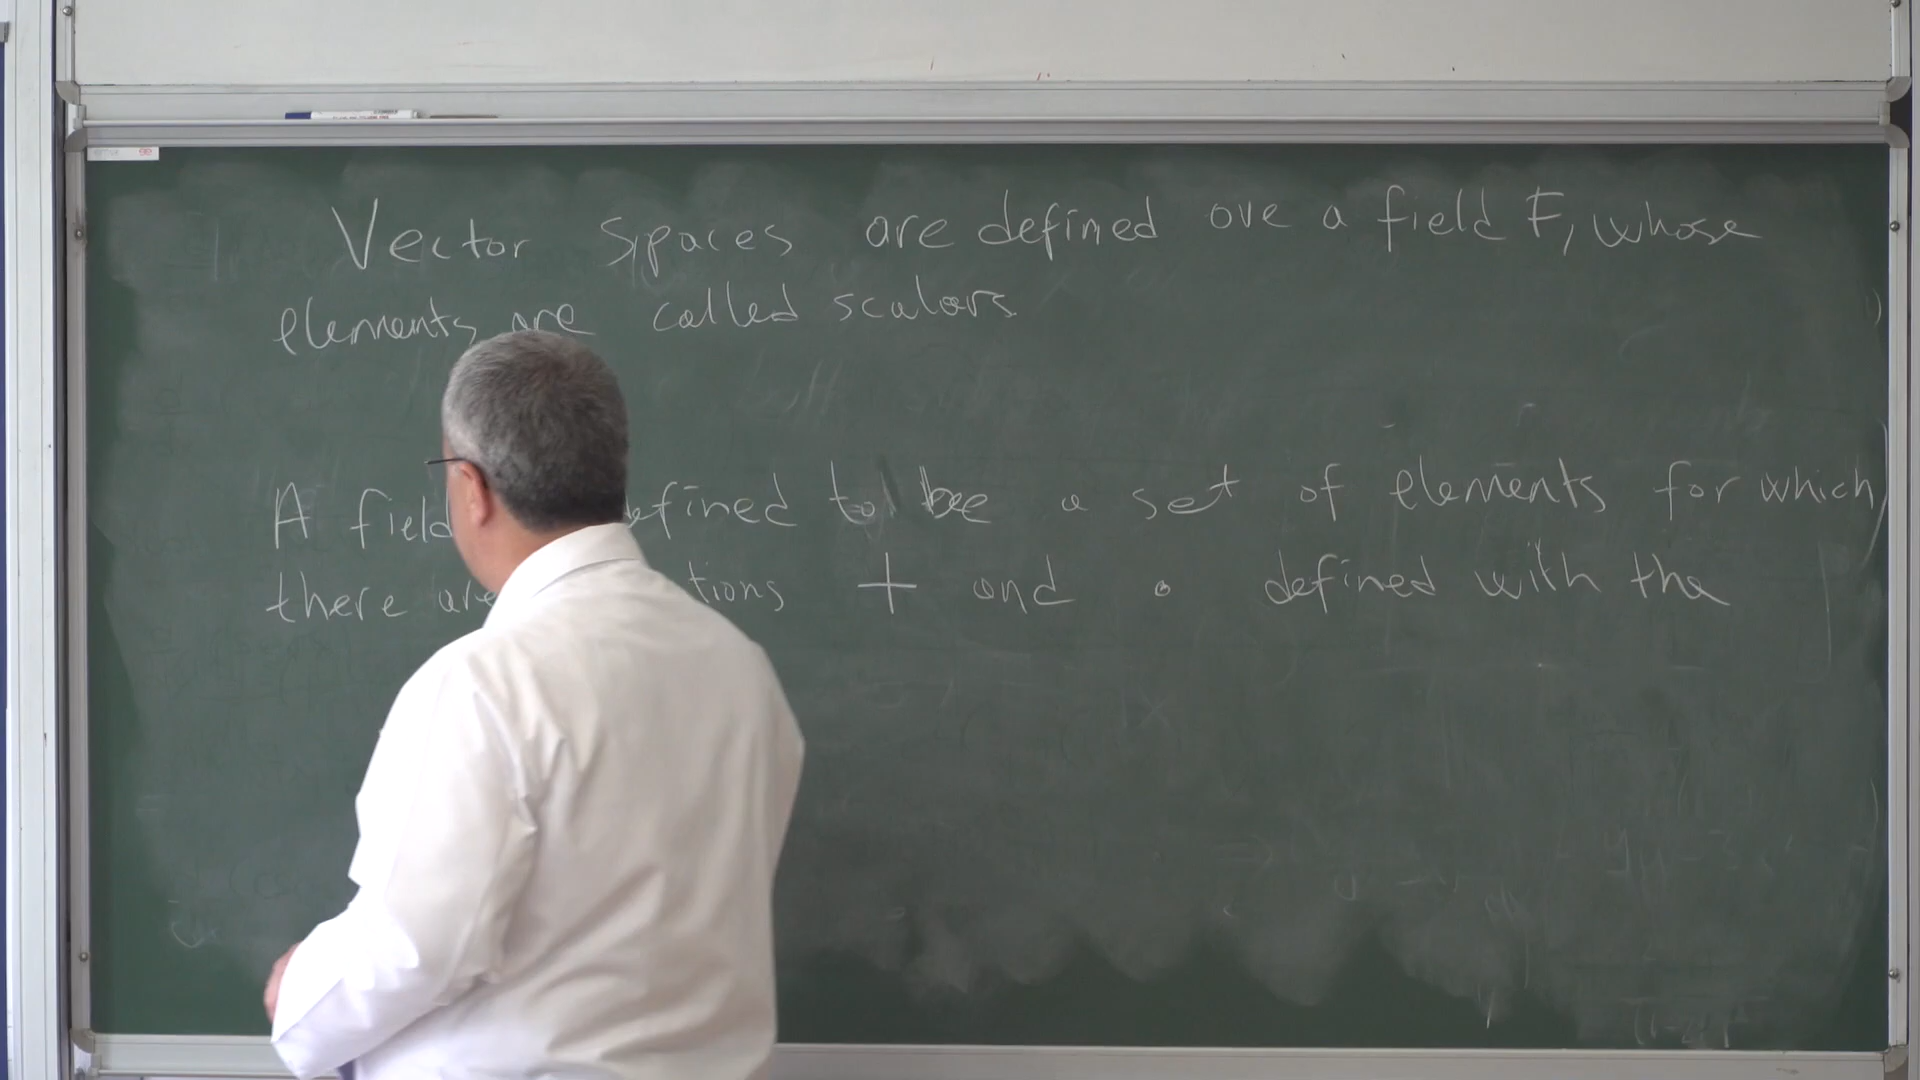 Vector spaces are defined ove a field F, whose
elements are called scalars
A field efined to be a set of elements for which
there are tions + and · defined with the